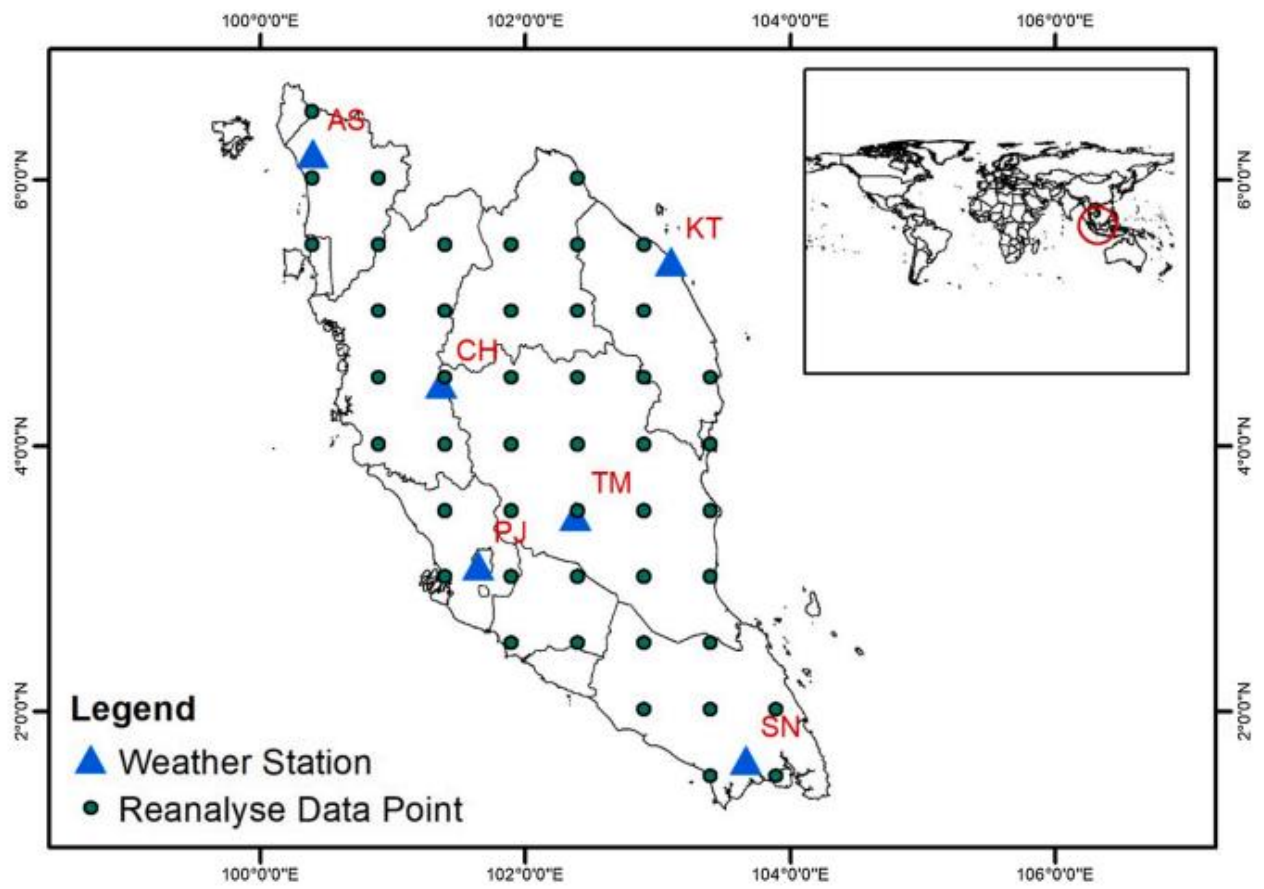 100°0'0"E 102°0'0"E 104°0'0"E 106°0'0"E
AS
6°0'0"N 6°0'0"N
KT
CH
4°0'0"N 4°0'0"N
TM
PJ
2°0'0"N 2°0'0"N
Legend
SN
Weather Station
Reanalyse Data Point
100°0'0"E 102°0'0"E 104°0'0"E 106°0'0"E